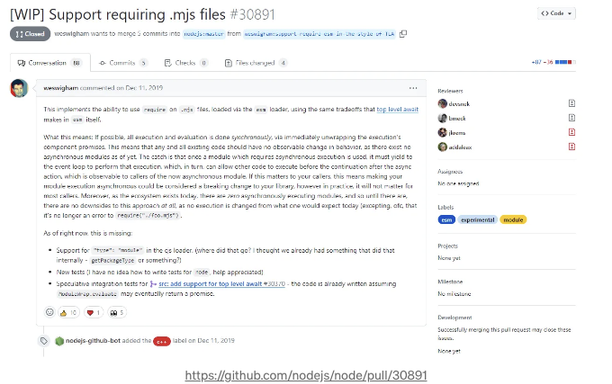 [WIP] Support requiring .mjs files #30891
Code
Closed
weswigham wants to merge 5 commits into nodejs:master from weswigham:support-require-esm-in-the-style-of-TLA
Conversation 18
Commits 5
Checks 0
Files changed 4
+87 −36
weswigham commented on Dec 11, 2019
This implements the ability to use require on .mjs files, loaded via the esm loader, using the same tradeoffs that top level await
makes in esm itself.
What this means: If possible, all execution and evaluation is done synchronously, via immediately unwrapping the execution's
component promises. This means that any and all existing code should have no observable change in behavior, as there exist no
asynchronous modules as of yet. The catch is that once a module which requires asynchronous execution is used, it must yield to
the event loop to perform that execution, which, in turn, can allow other code to execute before the continuation after the async
action, which is observable to callers of the now asynchronous module. If this matters to your callers, this means making your
module execution asynchronous could be considered a breaking change to your library, however in practice, it will not matter for
most callers. Moreover, as the ecosystem exists today, there are zero asynchronously executing modules, and so until there are,
there are no downsides to this approach at all, as no execution is changed from what one would expect today (excepting, ofc, that
it's no longer an error to require("./foo.mjs").
As of right now, this is missing:
Support for "type": "module" in the cjs loader. (where did that go? I thought we already had something that did that
internally - getPackageType or something?)
New tests (I have no idea how to write tests for node, help appreciated)
Speculative integration tests for src: add support for top level await #30370 - the code is already written assuming
ModuleWrap.evaluate may eventually return a promise.
10
1
5
nodejs-github-bot added the label on Dec 11, 2019
Reviewers
devsnek
bmeck
jkrems
addaleax
Assignees
No one assigned
Labels
esm experimental module
Projects
None yet
Milestone
No milestone
Development
Successfully merging this pull request may close these
issues.
None yet
https://github.com/nodejs/node/pull/30891